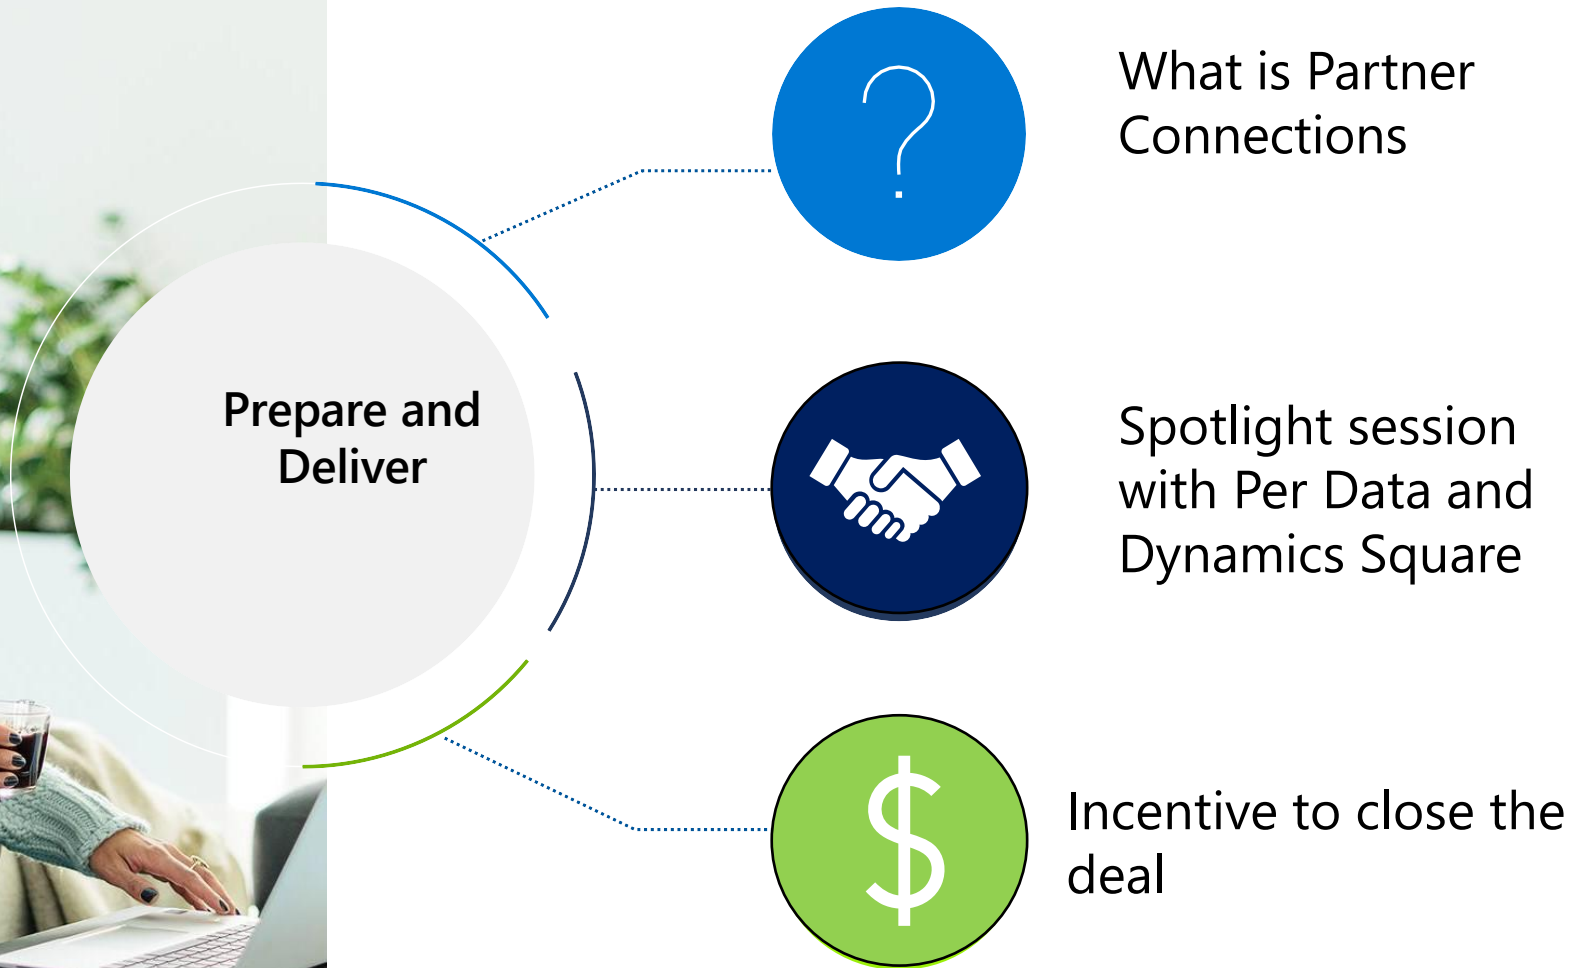 What is Partner
Connections
Prepare and
Deliver
Spotlight session
with Per Data and
Dynamics Square
Incentive to close the
deal